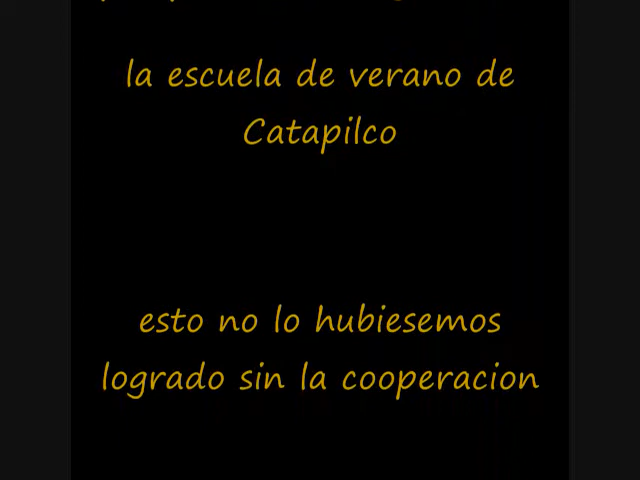 la escuela de verano de
Catapilco
esto no lo hubiesemos
logrado sin la cooperacion